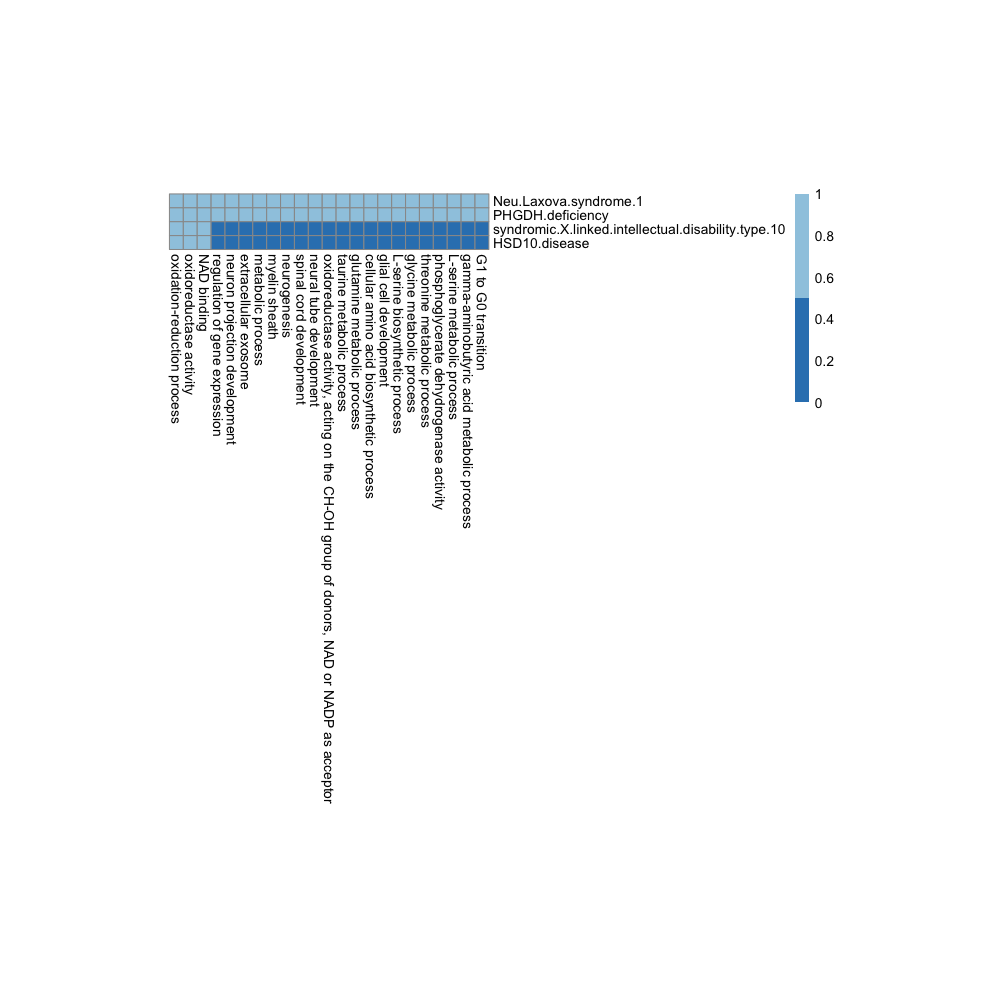 Neu.Laxova.syndrome.1
PHGDH.deficiency
syndromic.X.linked.intellectual.disability.type.10
HSD10.disease
1
0.8
0.6
0.4
0.2
0
oxidation-reduction process
oxidoreductase activity
NAD binding
regulation of gene expression
neuron projection development
extracellular exosome
metabolic process
myelin sheath
neurogenesis
spinal cord development
neural tube development
oxidoreductase activity, acting on the CH-OH group of donors, NAD or NADP as acceptor
taurine metabolic process
glutamine metabolic process
cellular amino acid biosynthetic process
glial cell development
L-serine biosynthetic process
glycine metabolic process
threonine metabolic process
phosphoglycerate dehydrogenase activity
L-serine metabolic process
gamma-aminobutyric acid metabolic process
G1 to G0 transition